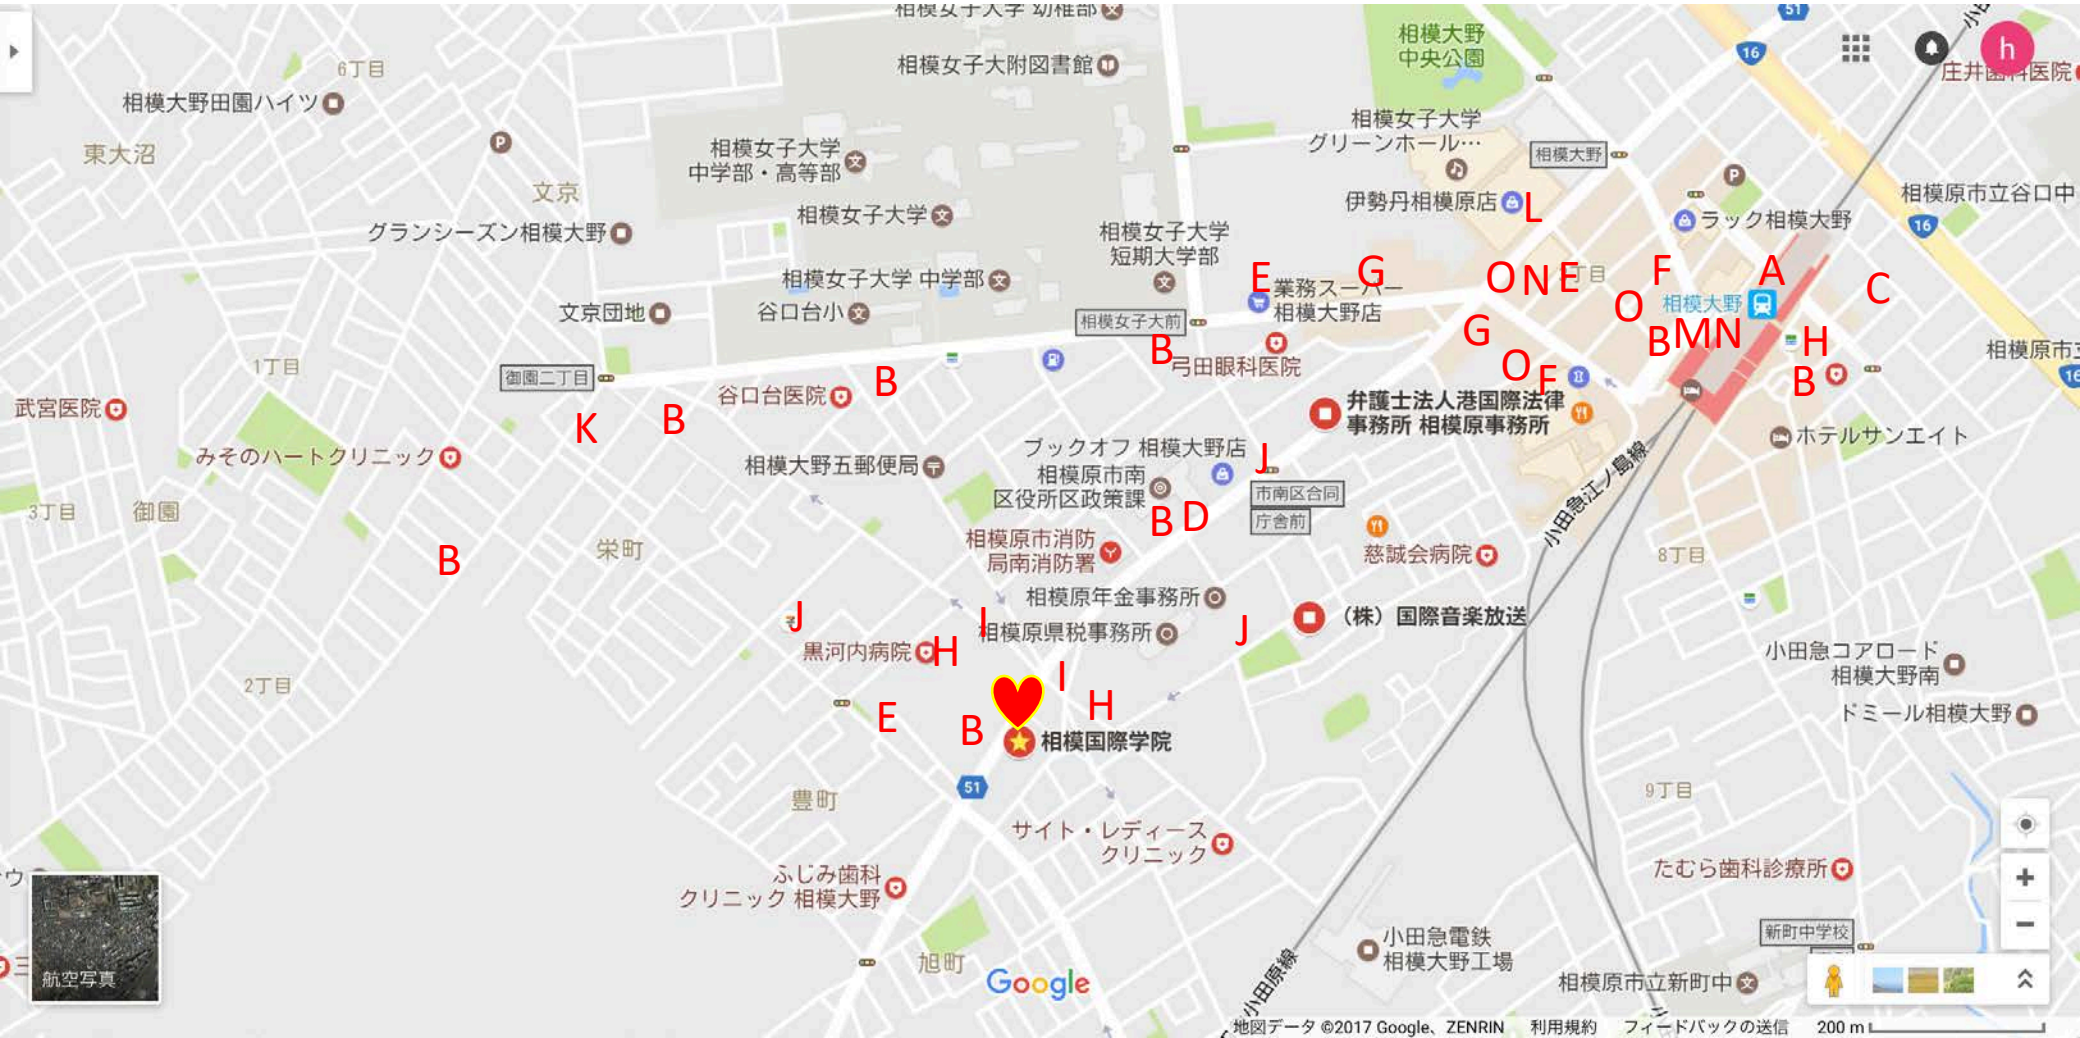 相模女子大学 幼稚部
51
小田
相模大野
中央公園
16
h
相模女子大附図書館
庄井歯科医院
6丁目
相模大野田園ハイツ
P
東大沼
相模女子大学
グリーンホール…
相模大野
相模女子大学
中学部・高等部
文
文京
P
相模原市立谷口中
伊勢丹相模原店
L
ラック相模大野
16
相模女子大学
文
グランシーズン相模大野
相模女子大学
短期大学部
文
相模女子大学 中学部
文
E
G
O
N
E
丁目
F
A
C
業務スーパー
相模大野店
O
相模大野
文京団地
谷口台小
文
相模女子大前
G
B
M
N
H
B
弓田眼科医院
相模原市立
1丁目
御園二丁目
谷口台医院
B
O
F
B
16
武宮医院
K
B
弁護士法人港国際法律
事務所 相模原事務所
ホテルサンエイト
みそのハートクリニック
相模大野五郵便局
ブックオフ 相模大野店
J
小田急江ノ島線
相模原市南
区役所区政策課
市南区合同
庁舎前
3丁目
御園
B
D
栄町
相模原市消防
局南消防署
慈誠会病院
8丁目
B
相模原年金事務所
J
I
相模原県税事務所
J
(株)国際音楽放送
黒河内病院
H
小田急コアロード
相模大野南
2丁目
I
H
E
B
ドミール相模大野
相模国際学院
51
豊町
9丁目
サイト・レディース
クリニック
ふじみ歯科
クリニック 相模大野
たむら歯科診療所
ウ
新町中学校
小田急電鉄
相模大野工場
三
航空写真
旭町
Google
小田原線
相模原市立新町中
文
地図データ ©2017 Google、ZENRIN 利用規約 フィードバックの送信 200 m